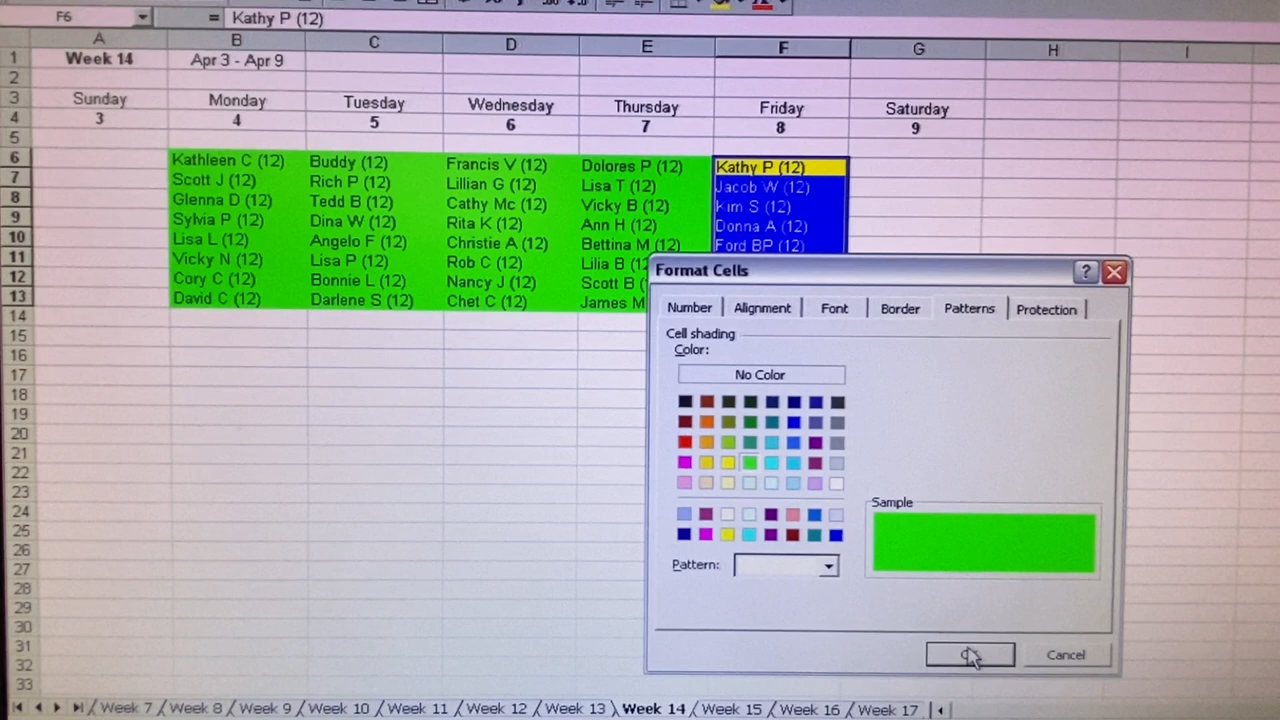 F6 = Kathy P (12)
A B C D E F G H I
1 Week 14 Apr 3 - Apr 9
2
3 Sunday Monday Tuesday Wednesday Thursday Friday Saturday
4 3 4 5 6 7 8 9
5
6 Kathleen C (12) Buddy (12) Francis V (12) Dolores P (12) Kathy P (12)
7 Scott J (12) Rich P (12) Lillian G (12) Lisa T (12) Jacob W (12)
8 Glenna D (12) Tedd B (12) Cathy Mc (12) Vicky B (12) Kim S (12)
9 Sylvia P (12) Dina W (12) Rita K (12) Ann H (12) Donna A (12)
10 Lisa L (12) Angelo F (12) Christie A (12) Bettina M (12) Ford BP (12)
11 Vicky N (12) Lisa P (12) Rob C (12) Lilia B (12
12 Cory C (12) Bonnie L (12) Nancy J (12) Scott B (
13 David C (12) Darlene S (12) Chet C (12) James M
14
15
16
17
18
19
20
21
22
23
24
25
26
27
28
29
30
31
32
33
Format Cells ?
Number Alignment Font Border Patterns Protection
Cell shading
Color:
No Color
Sample
Pattern:
Cancel
Week 7 Week 8 Week 9 Week 10 Week 11 Week 12 Week 13 Week 14 Week 15 Week 16 Week 17